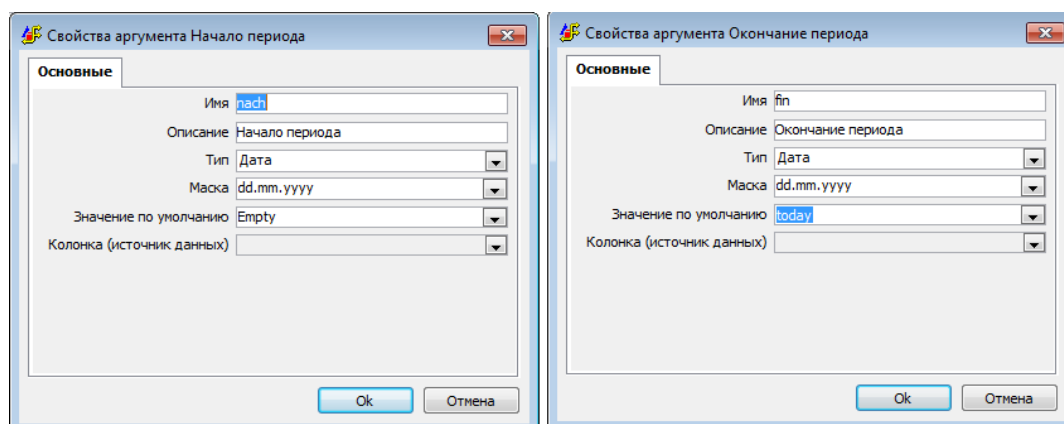 Свойства аргумента Начало периода
Основные
Имя nach
Описание Начало периода
Тип Дата
Маска dd.mm.yyyy
Значение по умолчанию Empty
Колонка (источник данных)
Ok Отмена
Свойства аргумента Окончание периода
Основные
Имя fin
Описание Окончание периода
Тип Дата
Маска dd.mm.yyyy
Значение по умолчанию today
Колонка (источник данных)
Ok Отмена